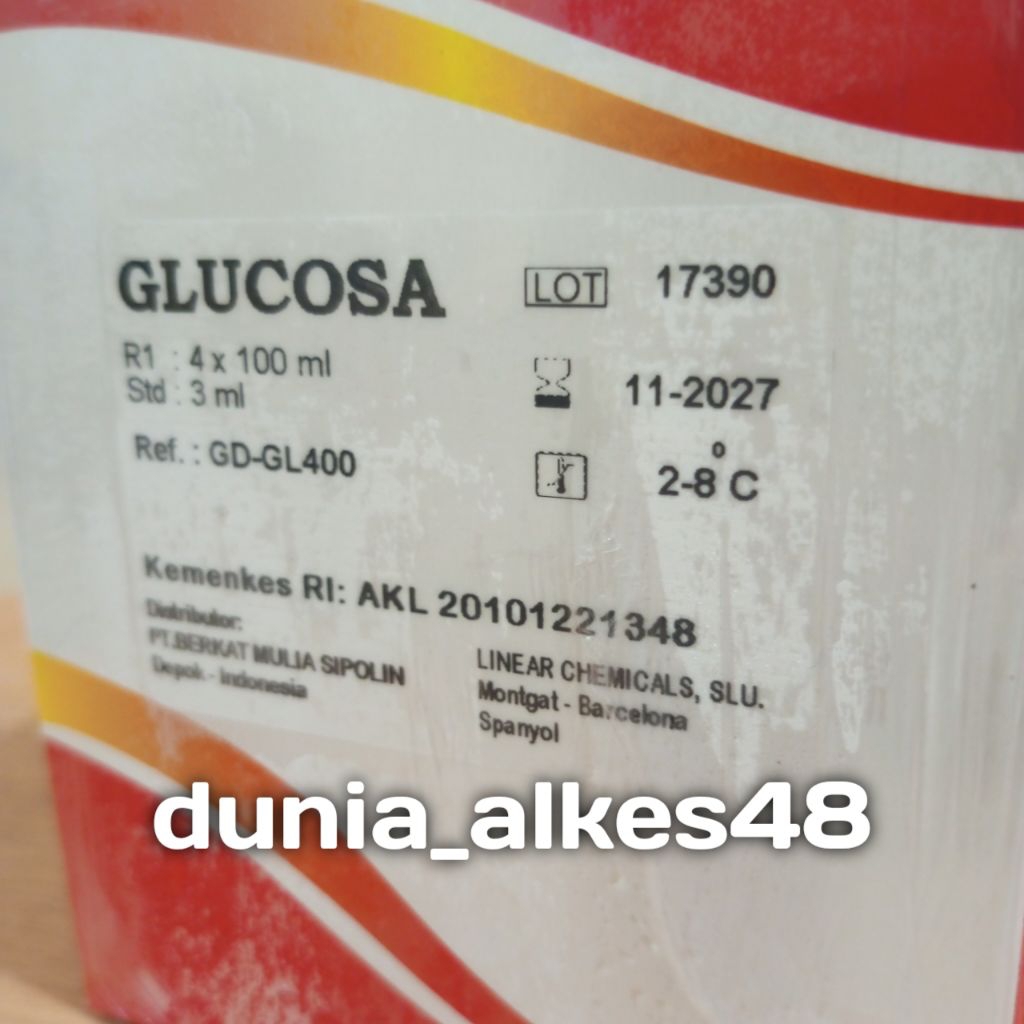 GLUCOSA
R1 : 4 x 100 ml
Std : 3 ml
Ref. : GD-GL400
LOT 17390
11-2027
2-8 °C
Kemenkes RI: AKL 20101221348
Distributor:
PT.BERKAT MULIA SIPOLIN
Depok - Indonesia
LINEAR CHEMICALS, SLU.
Montgat - Barcelona
Spanyol
dunia_alkes48